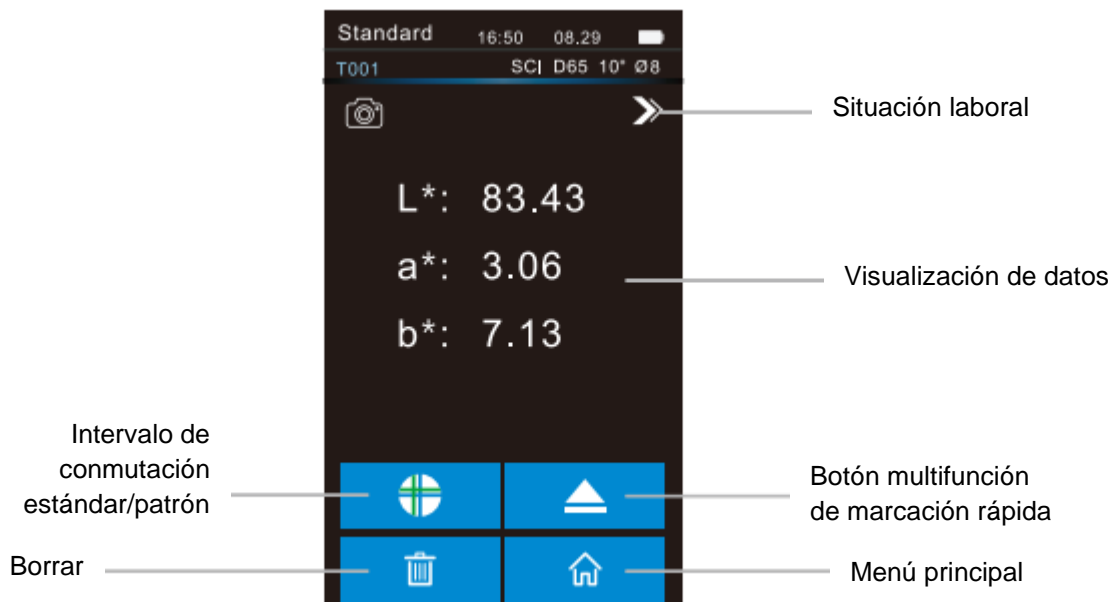 Standard 16:50 08.29
T001 SCI D65 10° Ø8
Situación laboral
L*: 83.43
a*: 3.06
Visualización de datos
b*: 7.13
Intervalo de
conmutación
estándar/patrón
Botón multifunción
de marcación rápida
Borrar
Menú principal